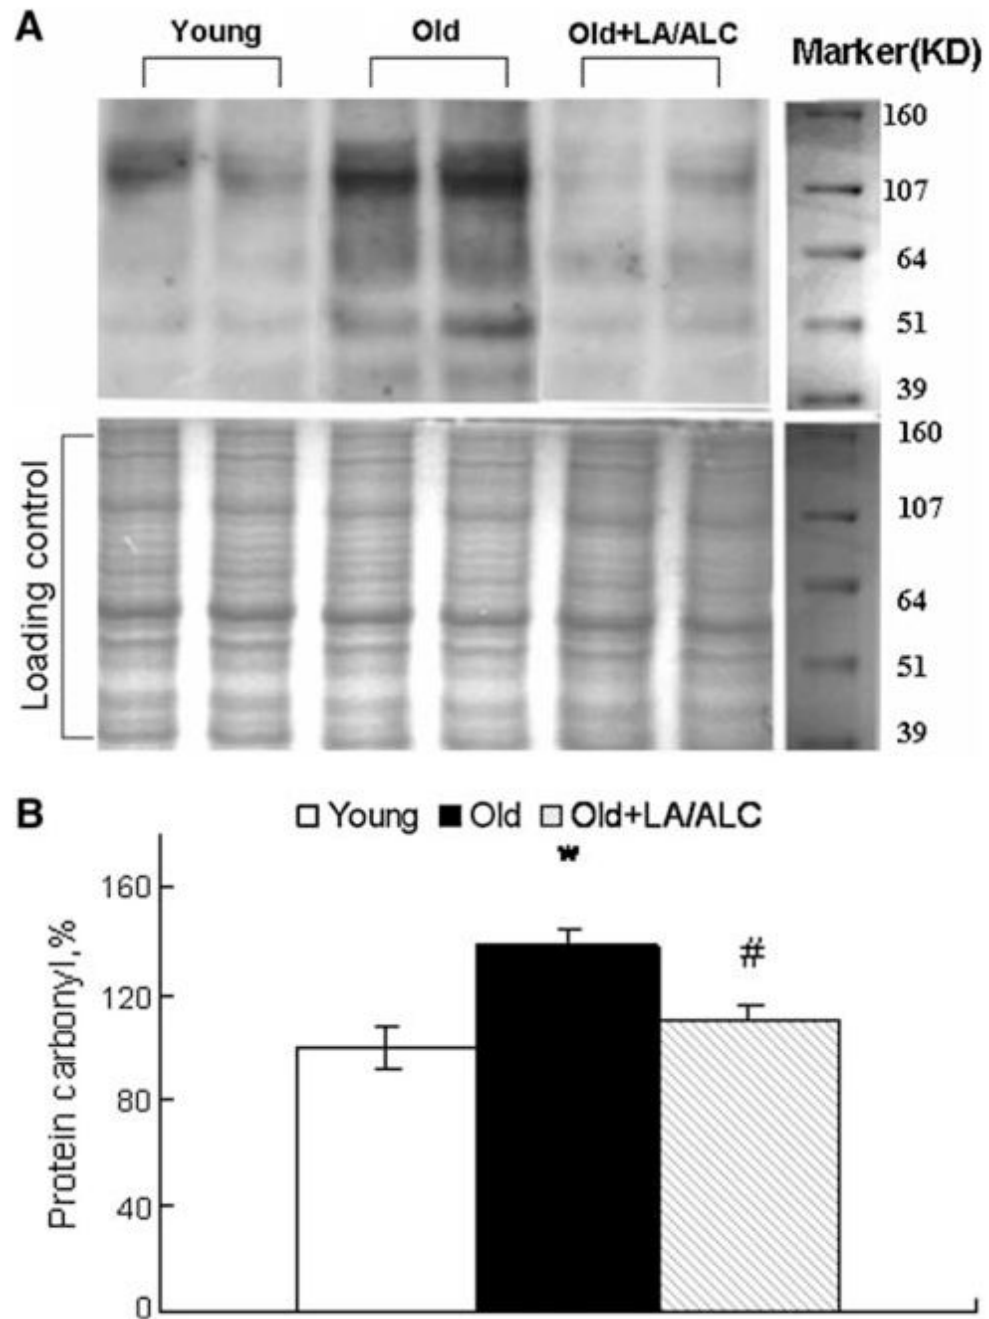 A
Young Old Old+LA/ALC Marker(KD)
160
107
64
51
39
Loading control
160
107
64
51
39
B
Young Old Old+LA/ALC
*
#
Protein carbonyl,%
160
120
80
40
0